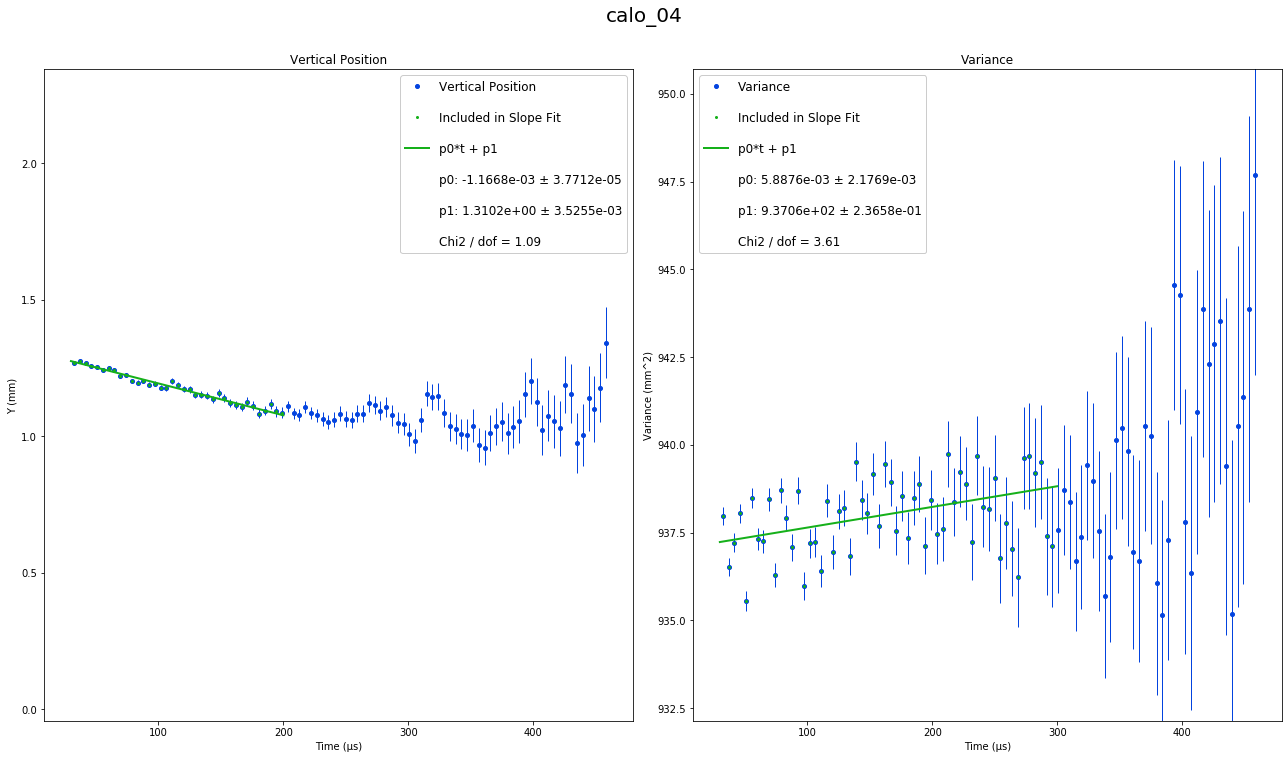 calo_04
Vertical Position
Vertical Position
Included in Slope Fit
p0*t + p1
p0: -1.1668e-03 ± 3.7712e-05
p1: 1.3102e+00 ± 3.5255e-03
Chi2 / dof = 1.09
2.0
1.5
1.0
0.5
0.0
Y (mm)
100 200 300 400
Time (µs)
Variance
Variance
Included in Slope Fit
p0*t + p1
p0: 5.8876e-03 ± 2.1769e-03
p1: 9.3706e+02 ± 2.3658e-01
Chi2 / dof = 3.61
950.0
947.5
945.0
942.5
940.0
937.5
935.0
932.5
Variance (mm^2)
100 200 300 400
Time (µs)